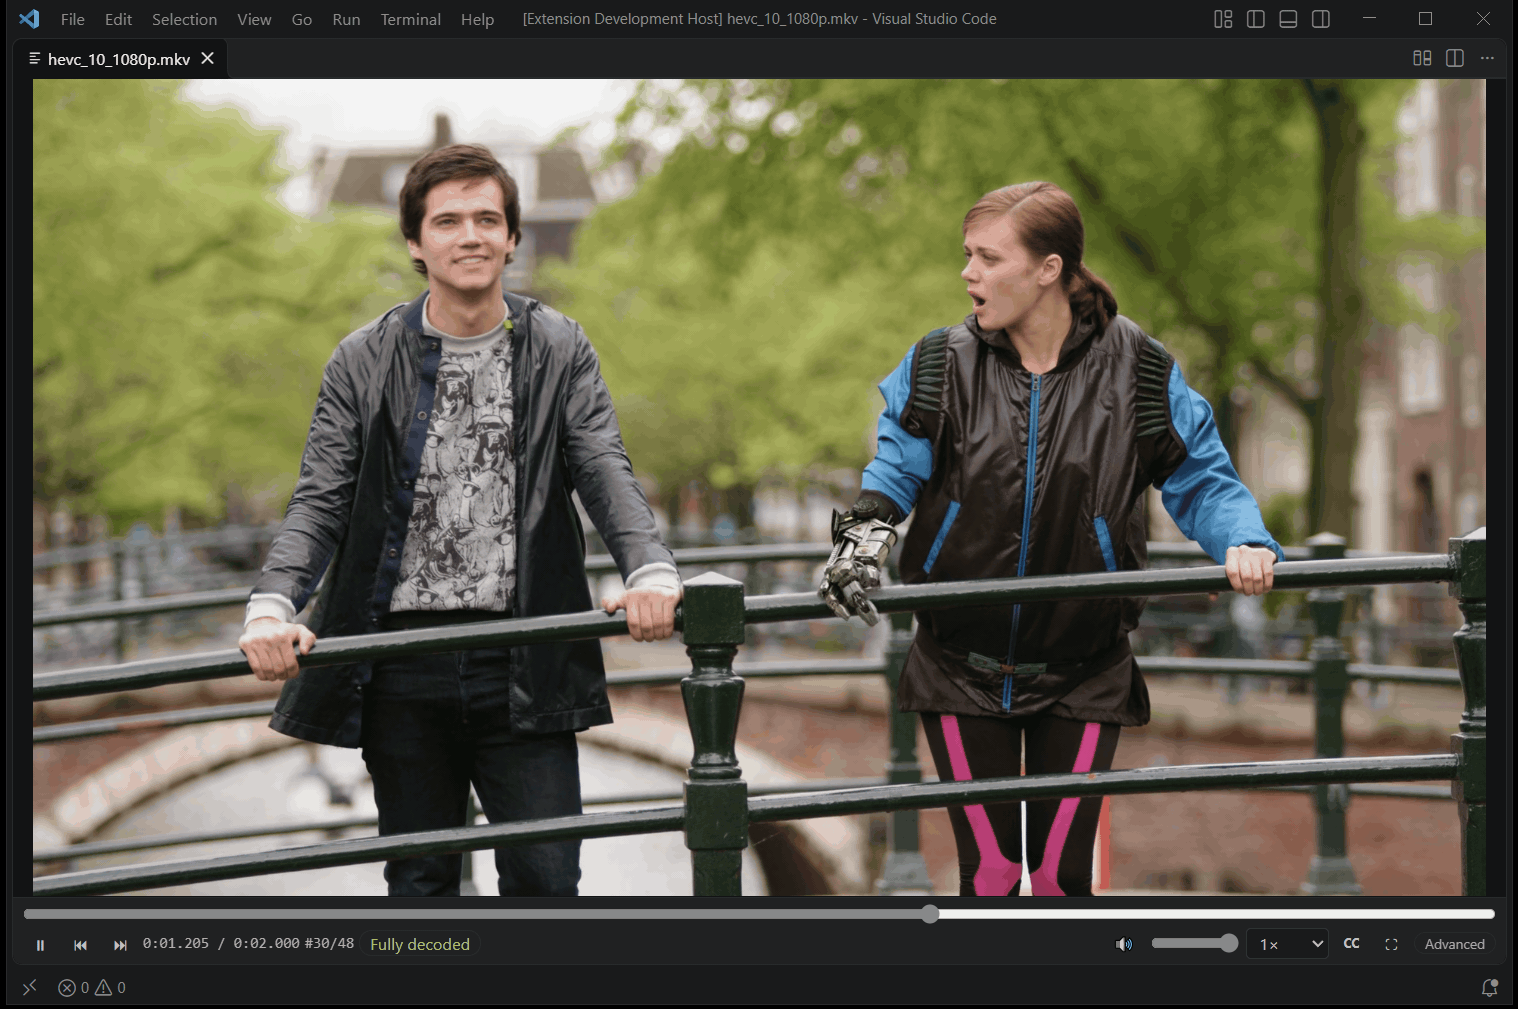 File Edit Selection View Go Run Terminal Help [Extension Development Host] hevc_10_1080p.mkv - Visual Studio Code
hevc_10_1080p.mkv
0:01.205 / 0:02.000 #30/48 Fully decoded 1× CC Advanced
0 0